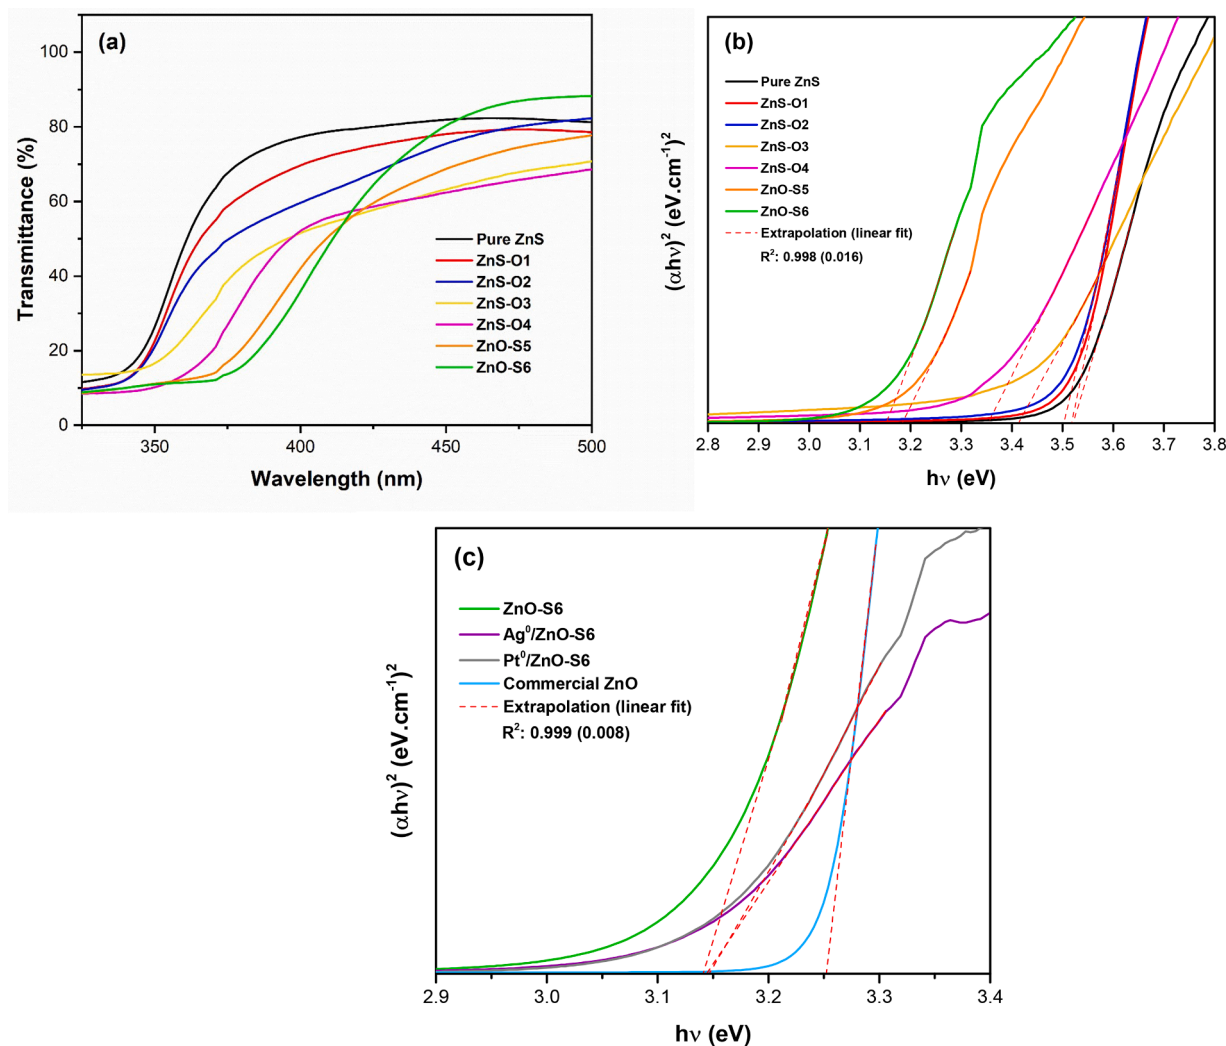 (a)
Transmittance (%)
100
80
60
40
20
0
Pure ZnS
ZnS-O1
ZnS-O2
ZnS-O3
ZnS-O4
ZnO-S5
ZnO-S6
350 400 450 500
Wavelength (nm)
(b)
(αhν)² (eV.cm⁻¹)²
Pure ZnS
ZnS-O1
ZnS-O2
ZnS-O3
ZnS-O4
ZnO-S5
ZnO-S6
Extrapolation (linear fit)
R²: 0.998 (0.016)
2.8 2.9 3.0 3.1 3.2 3.3 3.4 3.5 3.6 3.7 3.8
hν (eV)
(c)
(αhν)² (eV.cm⁻¹)²
ZnO-S6
Ag⁰/ZnO-S6
Pt⁰/ZnO-S6
Commercial ZnO
Extrapolation (linear fit)
R²: 0.999 (0.008)
2.9 3.0 3.1 3.2 3.3 3.4
hν (eV)